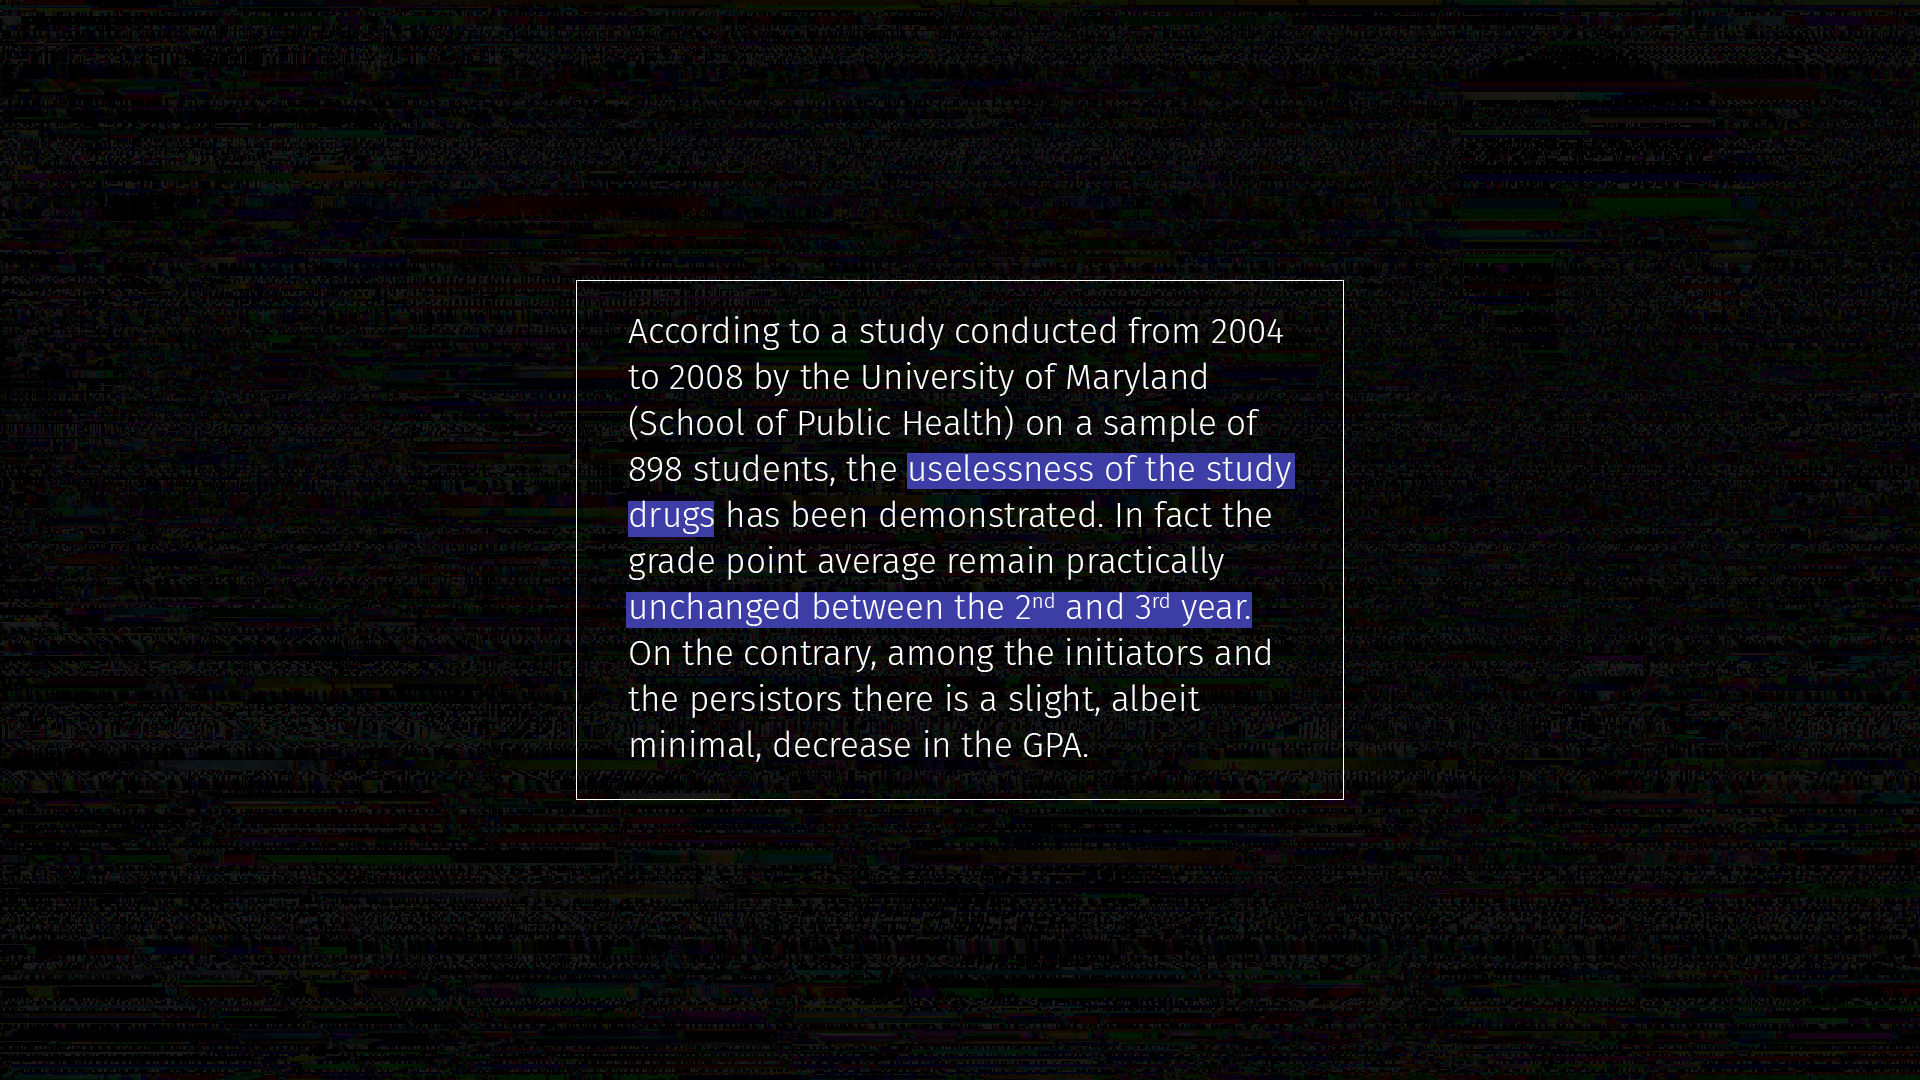 According to a study conducted from 2004
to 2008 by the University of Maryland
(School of Public Health) on a sample of
898 students, the uselessness of the study
drugs has been demonstrated. In fact the
grade point average remain practically
unchanged between the 2nd and 3rd year.
On the contrary, among the initiators and
the persistors there is a slight, albeit
minimal, decrease in the GPA.